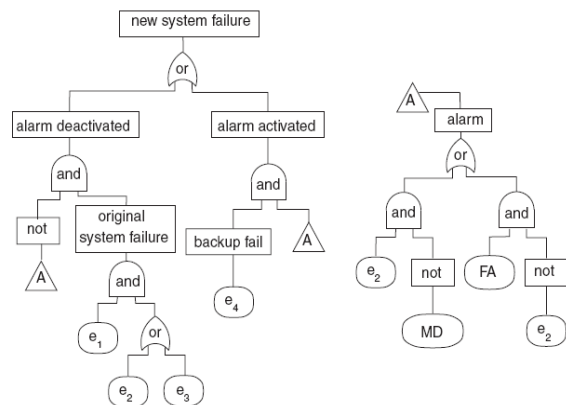 new system failure
or
alarm deactivated
alarm activated
and
and
not
original
system failure
backup fail
A
A
and
e4
e1
or
e2
e3
A
alarm
or
and
and
e2
not
FA
not
MD
e2